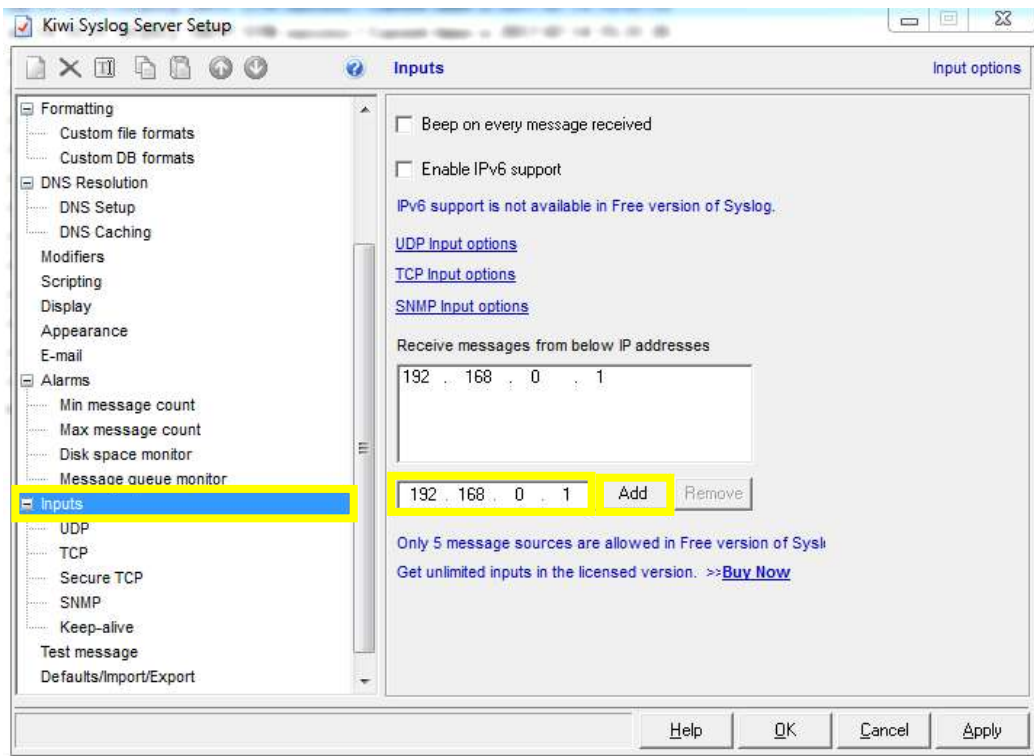 Kiwi Syslog Server Setup
Inputs
Input options
Formatting
Custom file formats
Custom DB formats
DNS Resolution
DNS Setup
DNS Caching
Modifiers
Scripting
Display
Appearance
E-mail
Alarms
Min message count
Max message count
Disk space monitor
Message queue monitor
Inputs
UDP
TCP
Secure TCP
SNMP
Keep-alive
Test message
Defaults/Import/Export
Beep on every message received
Enable IPv6 support
IPv6 support is not available in Free version of Syslog.
UDP Input options
TCP Input options
SNMP Input options
Receive messages from below IP addresses
192 . 168 . 0 . 1
192 . 168 . 0 . 1 Add Remove
Only 5 message sources are allowed in Free version of Sysl
Get unlimited inputs in the licensed version. >>Buy Now
Help OK Cancel Apply